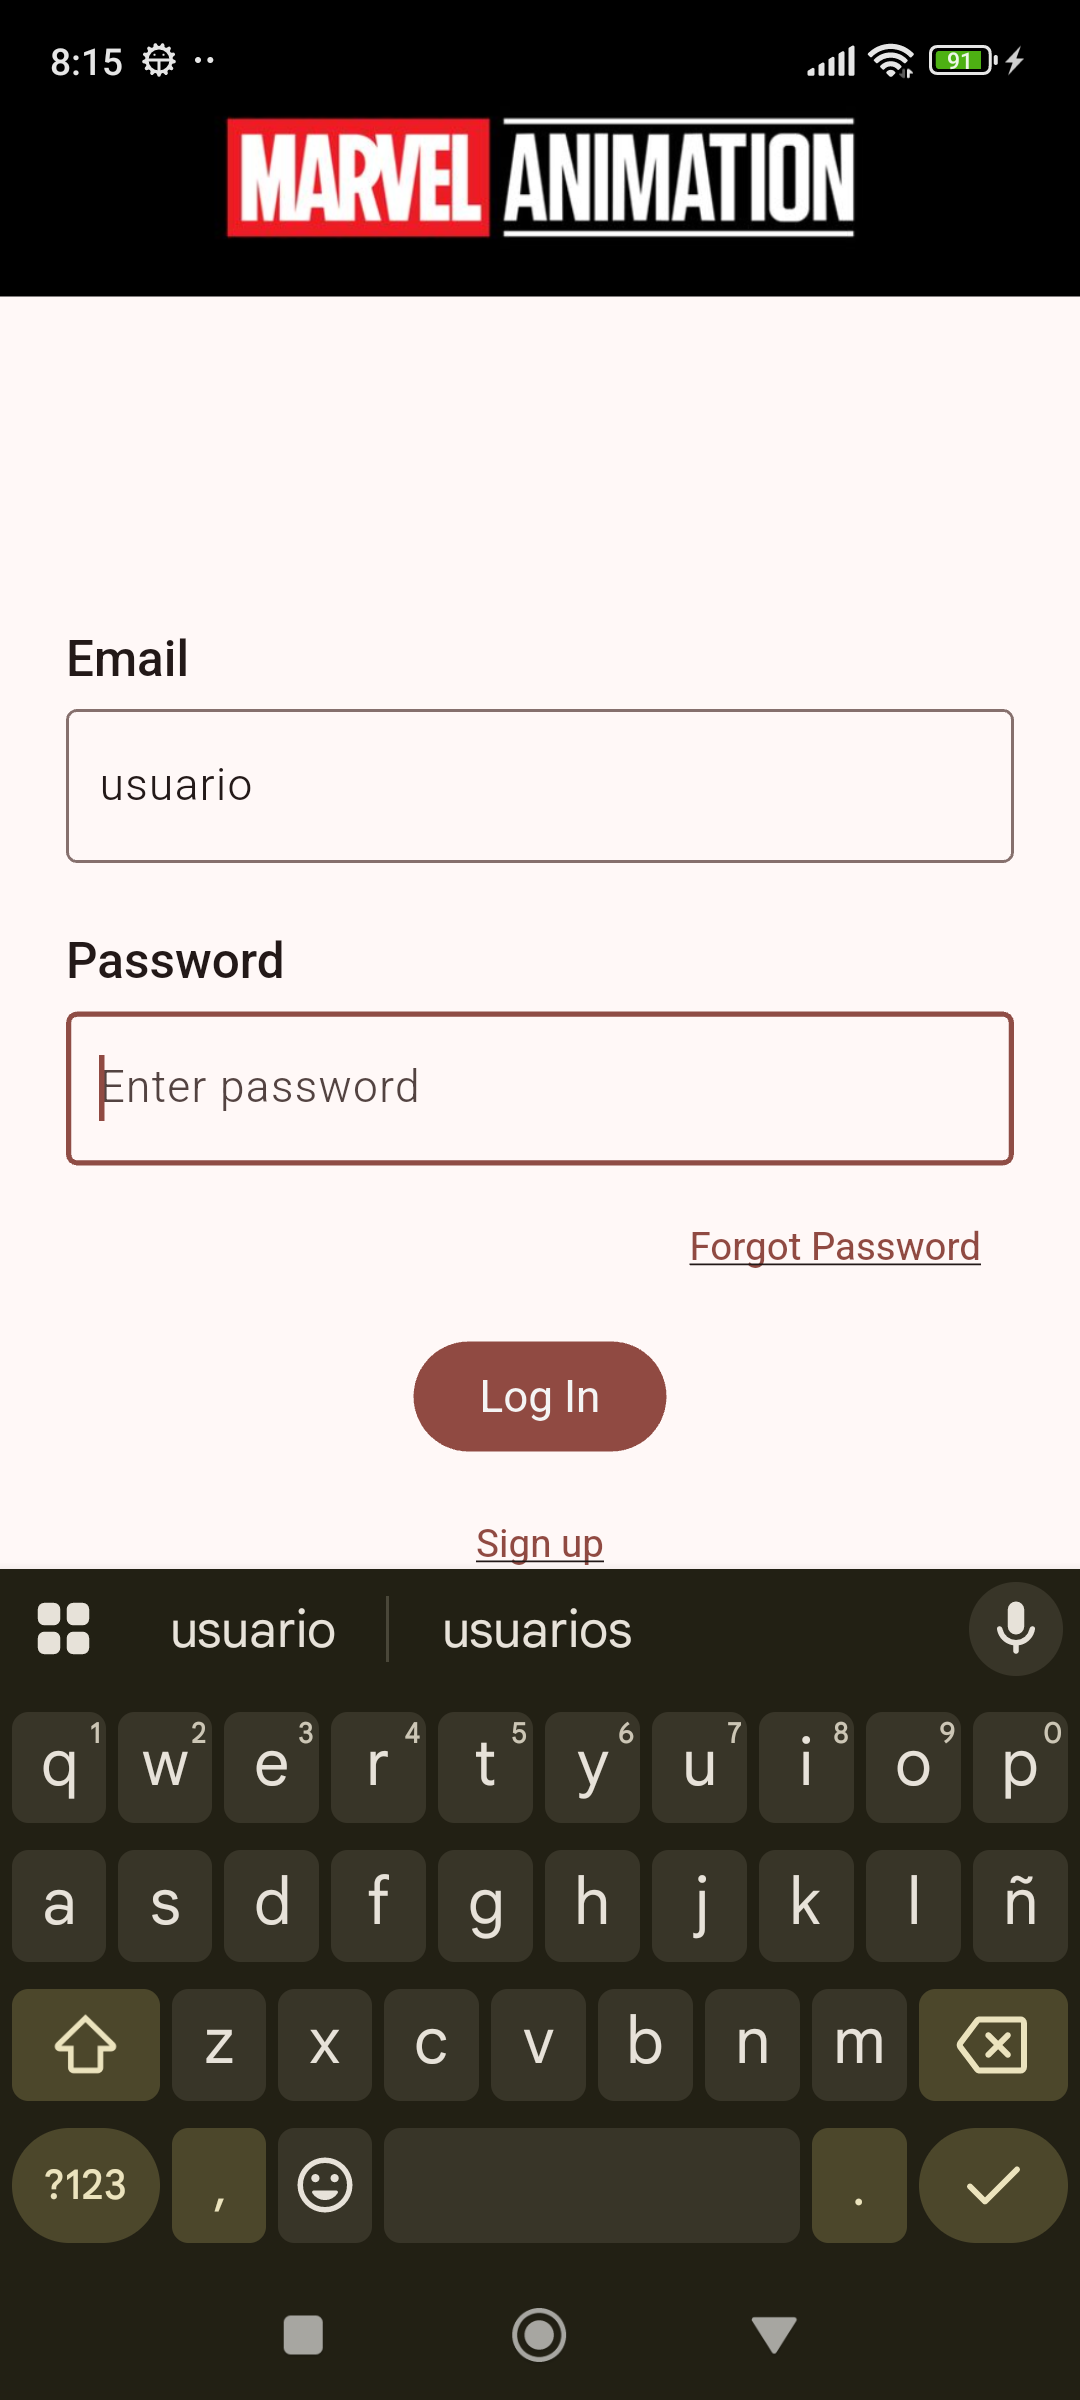 8:15
91
MARVEL ANIMATION
Email
usuario
Password
Enter password
Forgot Password
Log In
Sign up
usuario usuarios
q 1 w 2 e 3 r 4 t 5 y 6 u 7 i 8 o 9 p 0
a s d f g h j k l ñ
z x c v b n m
?123 , .